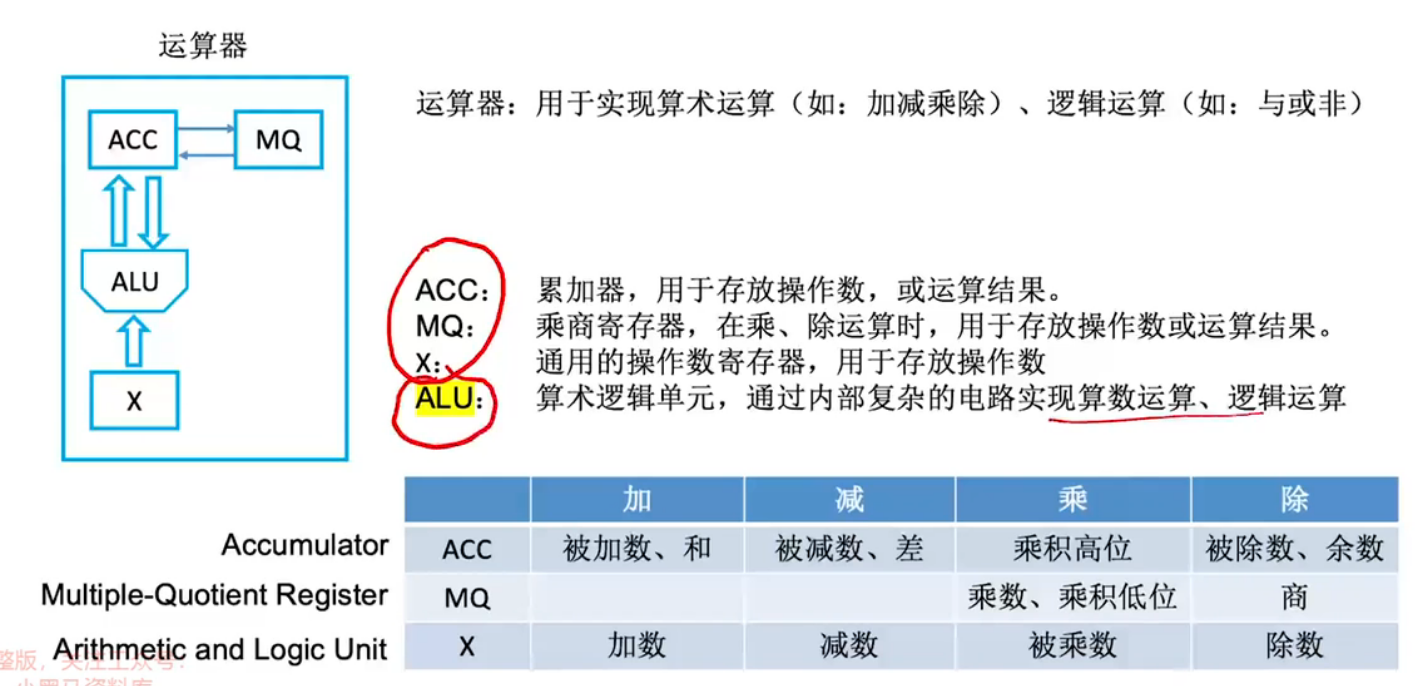 运算器
运算器：用于实现算术运算（如：加减乘除）、逻辑运算（如：与或非）
ACC
MQ
ALU
X
ACC： 累加器，用于存放操作数，或运算结果。
MQ： 乘商寄存器，在乘、除运算时，用于存放操作数或运算结果。
X： 通用的操作数寄存器，用于存放操作数
ALU： 算术逻辑单元，通过内部复杂的电路实现算数运算、逻辑运算
加 减 乘 除
Accumulator ACC 被加数、和 被减数、差 乘积高位 被除数、余数
Multiple-Quotient Register MQ 乘数、乘积低位 商
Arithmetic and Logic Unit X 加数 减数 被乘数 除数
整版，关注公众号：